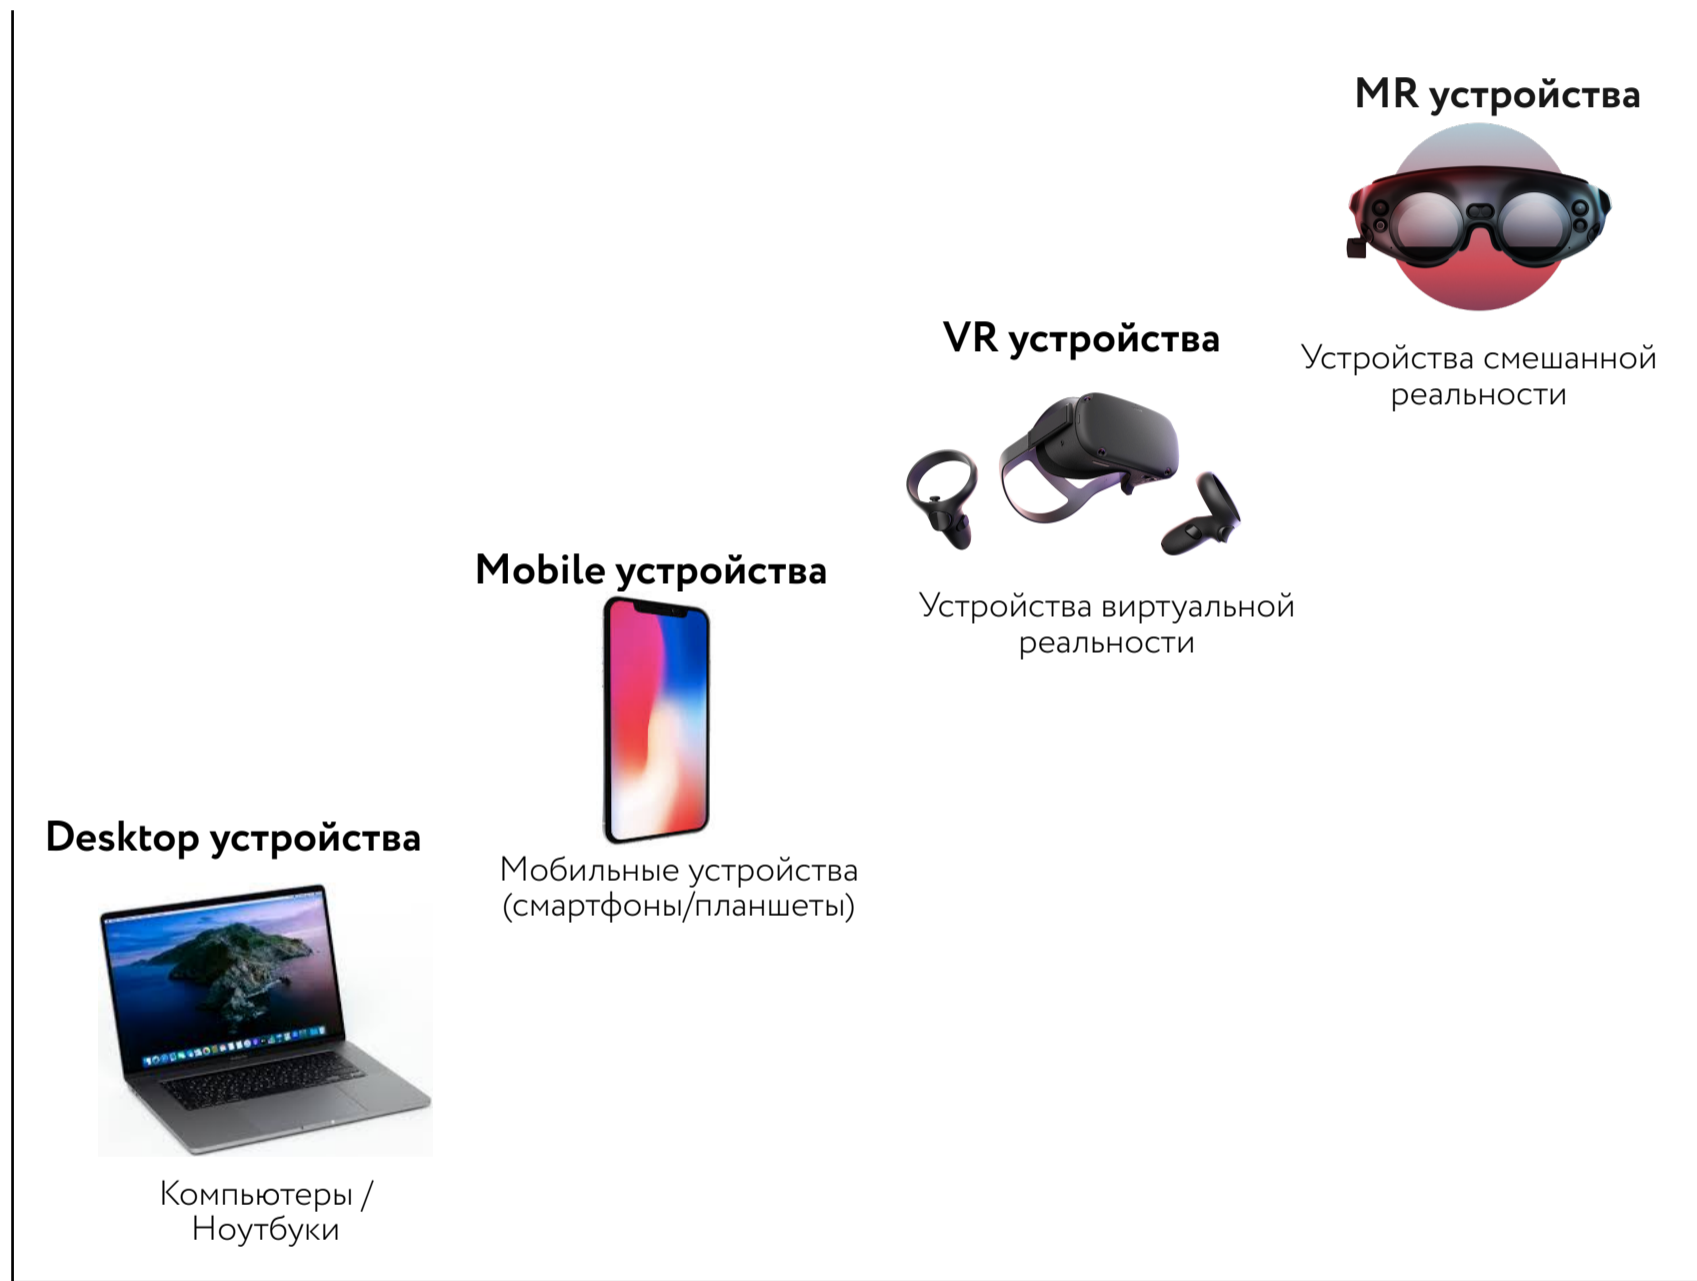 MR устройства
Устройства смешанной
реальности
VR устройства
Устройства виртуальной
реальности
Mobile устройства
Мобильные устройства
(смартфоны/планшеты)
Desktop устройства
Компьютеры /
Ноутбуки